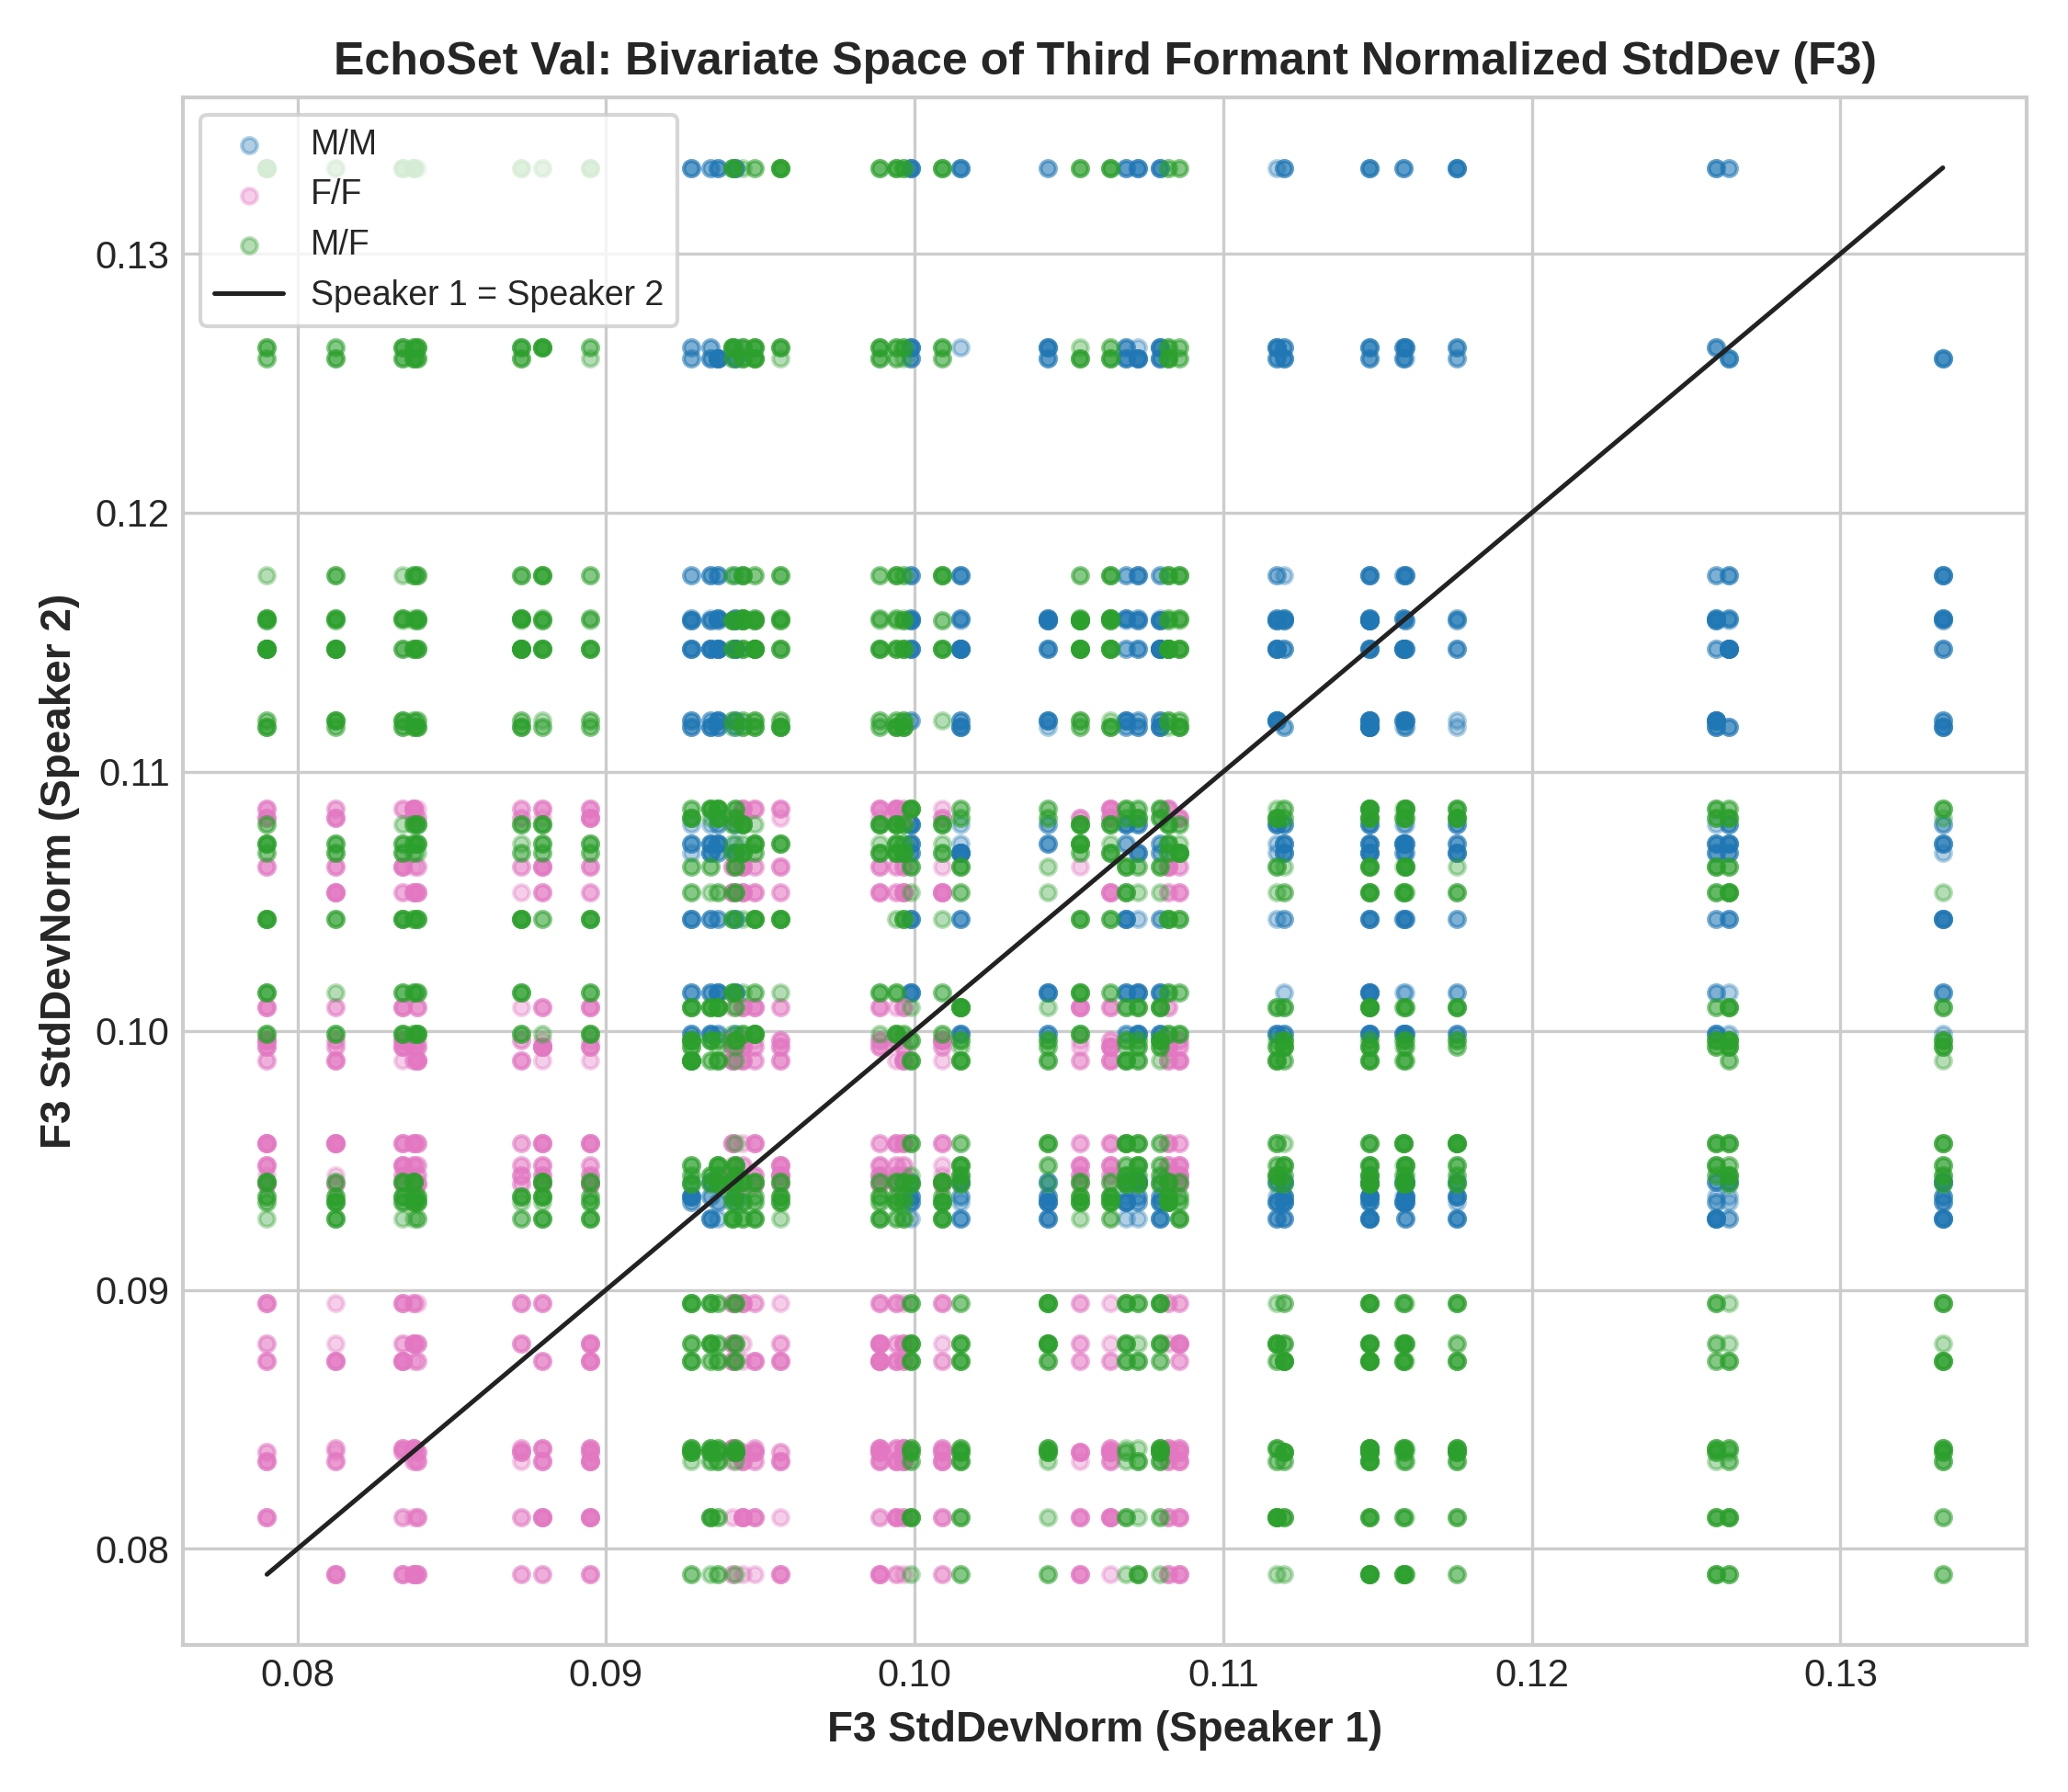 EchoSet Val: Bivariate Space of Third Formant Normalized StdDev (F3)
M/M
F/F
M/F
Speaker 1 = Speaker 2
F3 StdDevNorm (Speaker 2)
0.13
0.12
0.11
0.10
0.09
0.08
0.08 0.09 0.10 0.11 0.12 0.13
F3 StdDevNorm (Speaker 1)